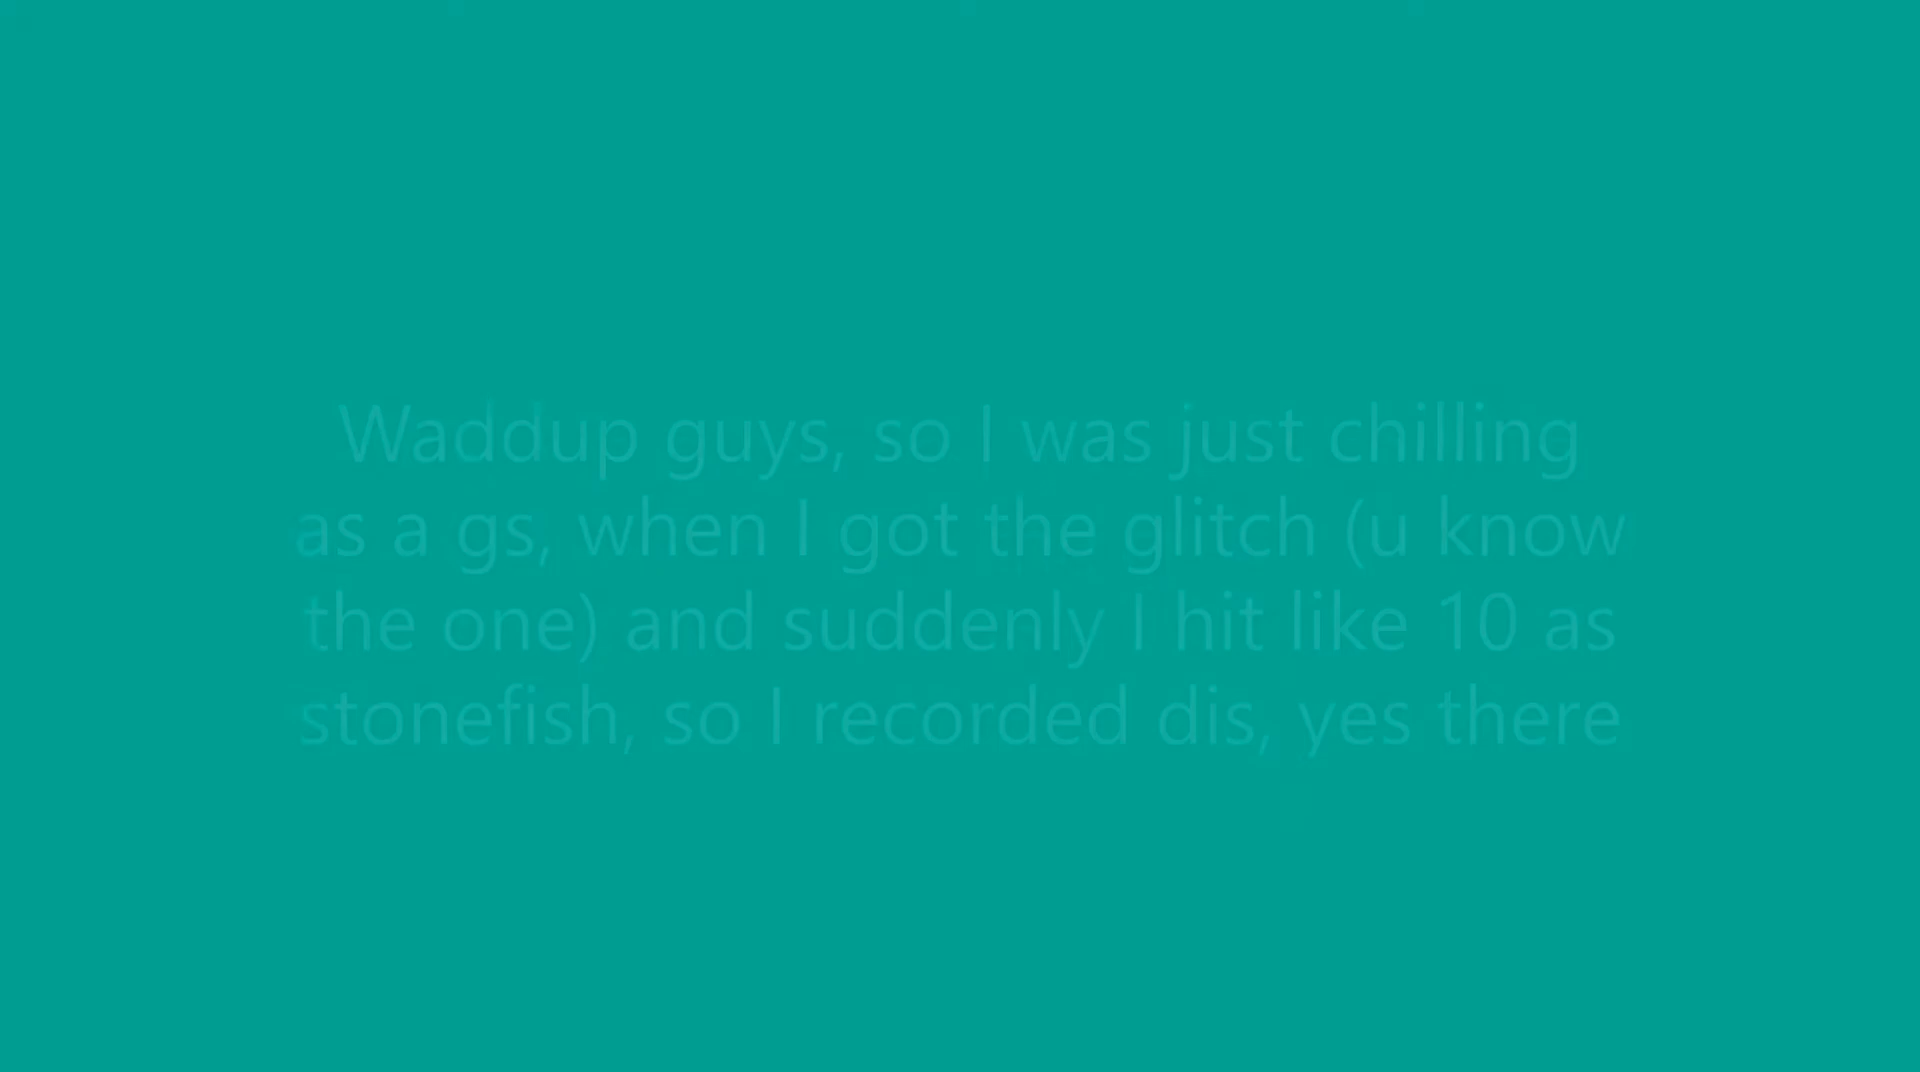 Waddup guys, so I was just chilling
as a gs, when I got the glitch (u know
the one) and suddenly I hit like 10 as
stonefish, so I recorded dis, yes there